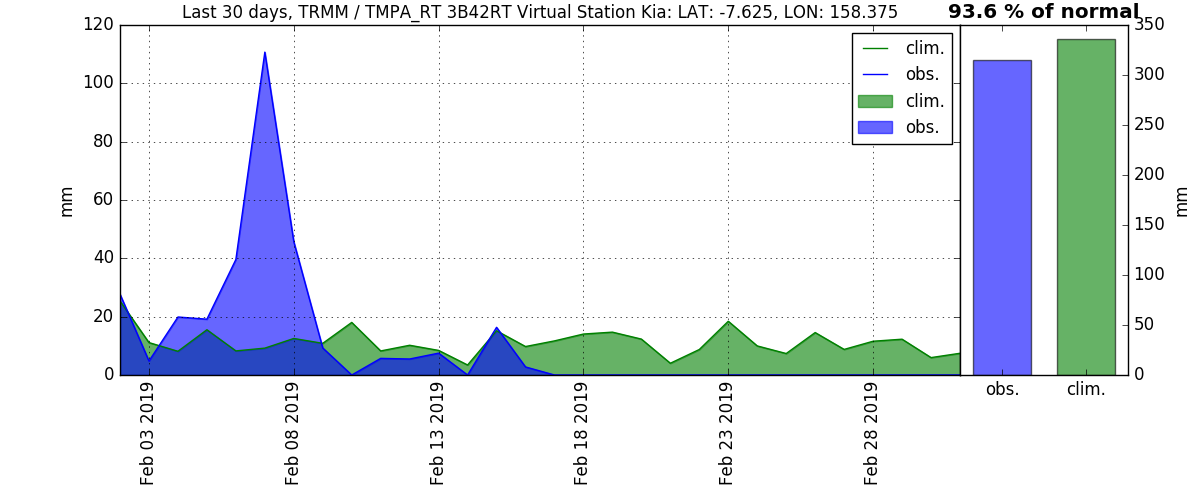 Last 30 days, TRMM / TMPA_RT 3B42RT Virtual Station Kia: LAT: -7.625, LON: 158.375
93.6 % of normal
120
100
80
60
40
20
0
mm
clim.
obs.
clim.
obs.
Feb 03 2019
Feb 08 2019
Feb 13 2019
Feb 18 2019
Feb 23 2019
Feb 28 2019
350
300
250
200
150
100
50
0
mm
obs.
clim.